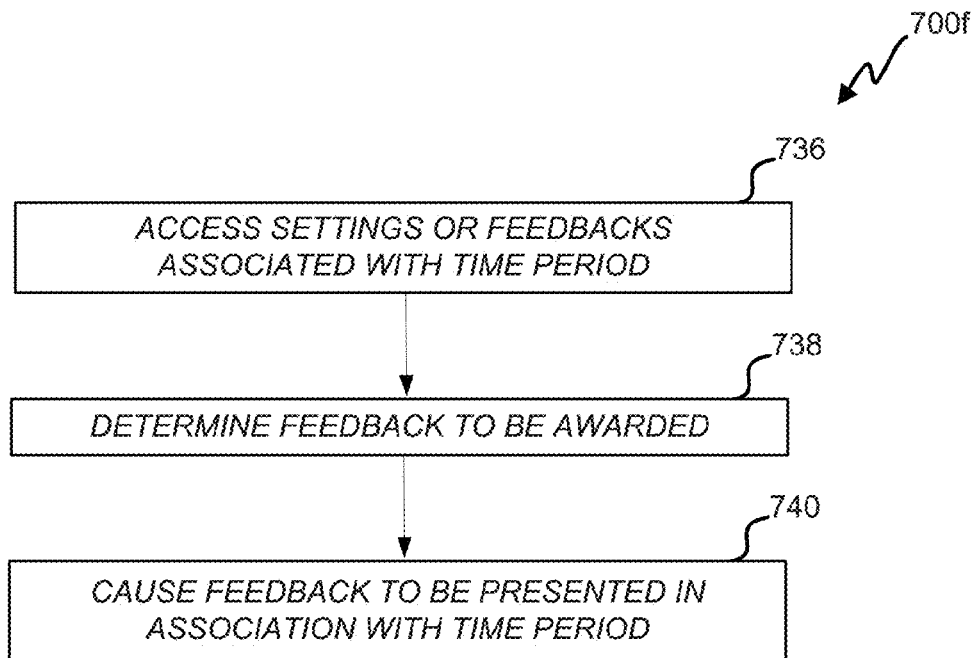 700f
736
ACCESS SETTINGS OR FEEDBACKS
ASSOCIATED WITH TIME PERIOD
738
DETERMINE FEEDBACK TO BE AWARDED
740
CAUSE FEEDBACK TO BE PRESENTED IN
ASSOCIATION WITH TIME PERIOD